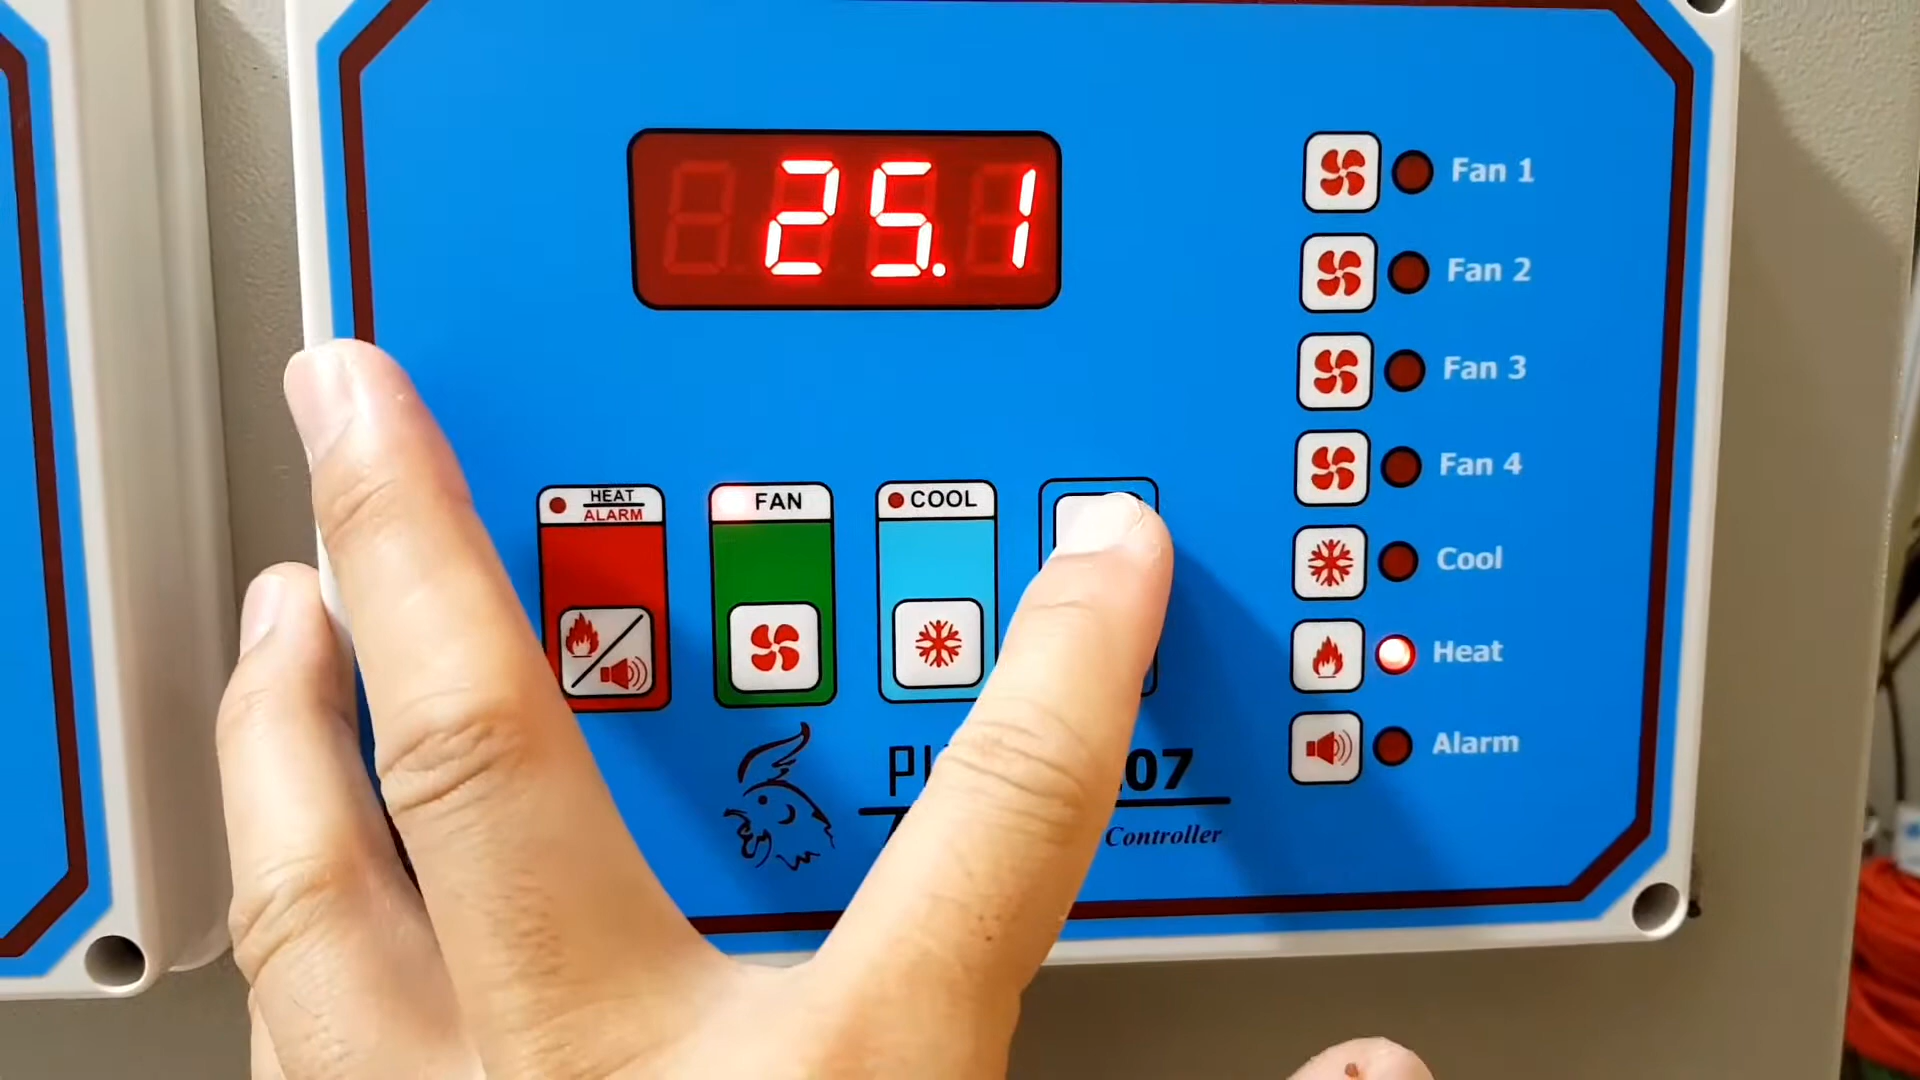 25.1
Fan 1
Fan 2
Fan 3
Fan 4
HEAT
ALARM
FAN
COOL
Cool
Heat
Alarm
07
Controller